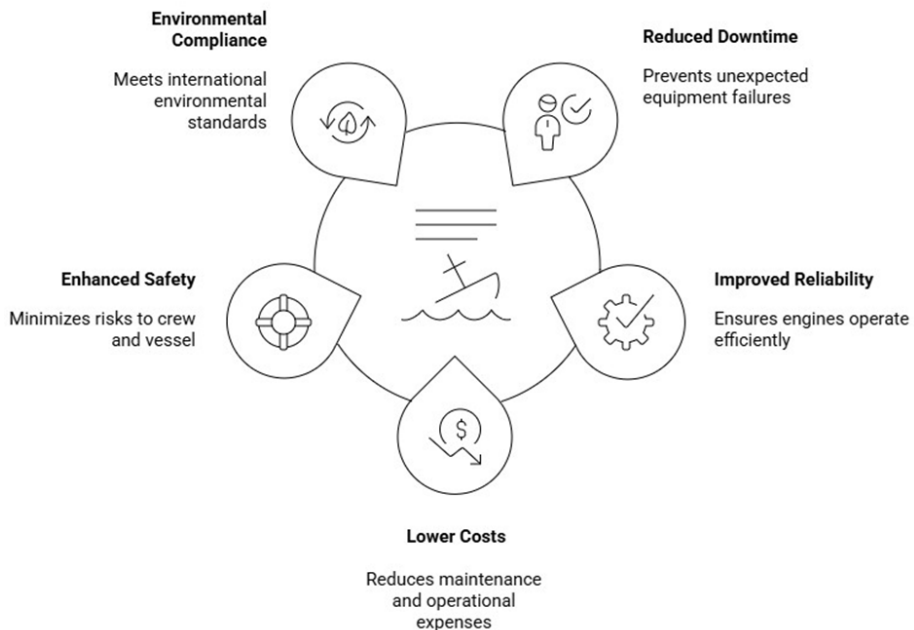 Environmental
Compliance
Meets international
environmental
standards
Reduced Downtime
Prevents unexpected
equipment failures
Enhanced Safety
Minimizes risks to crew
and vessel
Improved Reliability
Ensures engines operate
efficiently
$
Lower Costs
Reduces maintenance
and operational
expenses